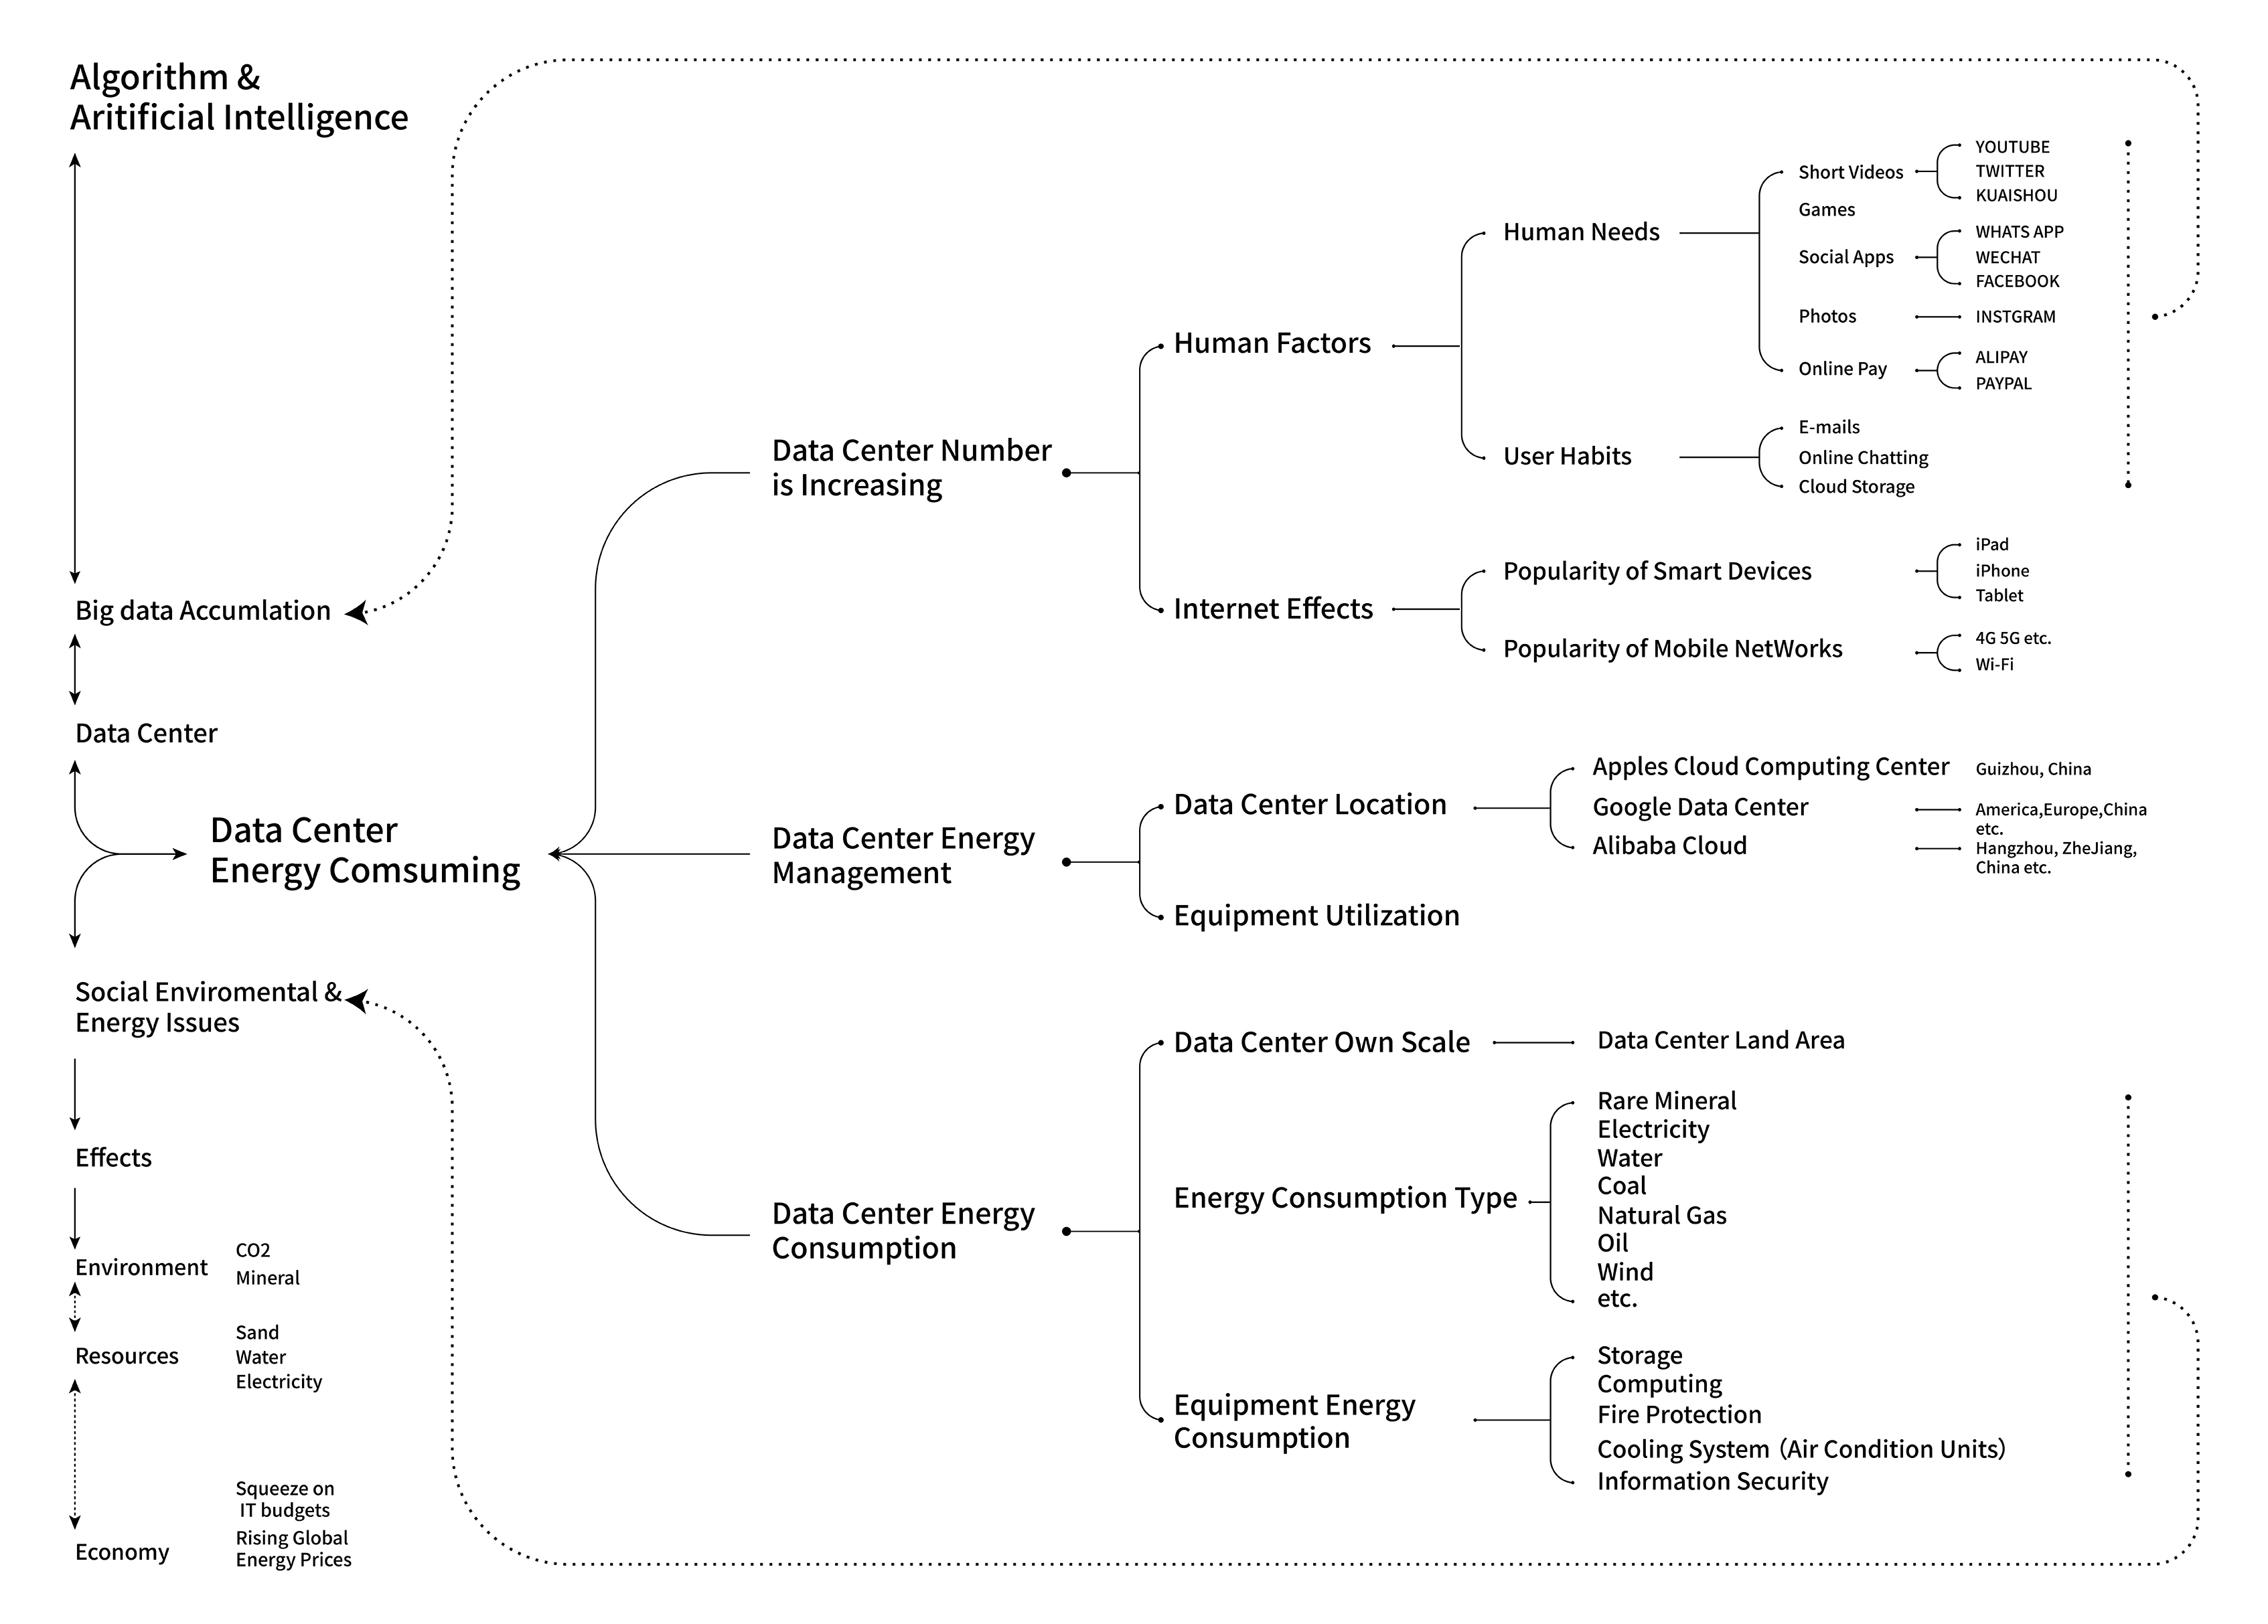 Algorithm &
Aritificial Intelligence
Big data Accumlation
Data Center
Data Center
Energy Comsuming
Social Enviromental &
Energy Issues
Effects
Environment
CO2
Mineral
Resources
Sand
Water
Electricity
Economy
Squeeze on
IT budgets
Rising Global
Energy Prices
Data Center Number
is Increasing
Human Factors
Human Needs
Short Videos
YOUTUBE
TWITTER
KUAISHOU
Games
Social Apps
WHATS APP
WECHAT
FACEBOOK
Photos
INSTGRAM
Online Pay
ALIPAY
PAYPAL
User Habits
E-mails
Online Chatting
Cloud Storage
Internet Effects
Popularity of Smart Devices
iPad
iPhone
Tablet
Popularity of Mobile NetWorks
4G 5G etc.
Wi-Fi
Data Center Energy
Management
Data Center Location
Apples Cloud Computing Center
Guizhou, China
Google Data Center
America,Europe,China
etc.
Alibaba Cloud
Hangzhou, ZheJiang,
China etc.
Equipment Utilization
Data Center Energy
Consumption
Data Center Own Scale
Data Center Land Area
Energy Consumption Type
Rare Mineral
Electricity
Water
Coal
Natural Gas
Oil
Wind
etc.
Equipment Energy
Consumption
Storage
Computing
Fire Protection
Cooling System（Air Condition Units）
Information Security